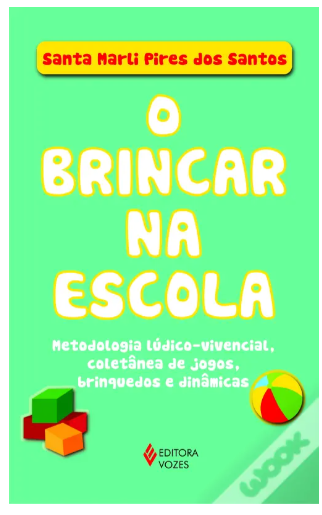 Santa Marli Pires dos Santos
O
BRINCAR
NA
ESCOLA
Metodologia lúdico-vivencial,
coletânea de jogos,
brinquedos e dinâmicas
EDITORA
VOZES
WOOK